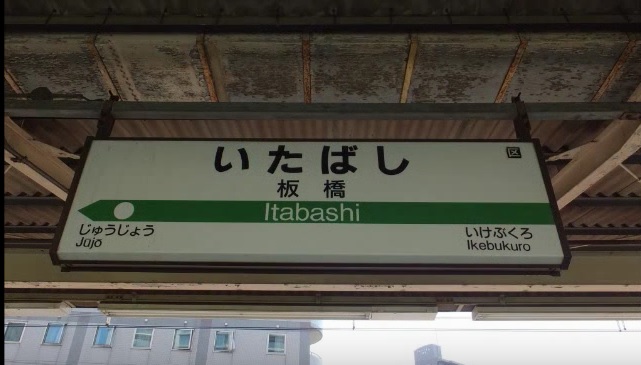 いたばし
区
板橋
Itabashi
じゅうじょう
Jūjō
いけぶくろ
Ikebukuro